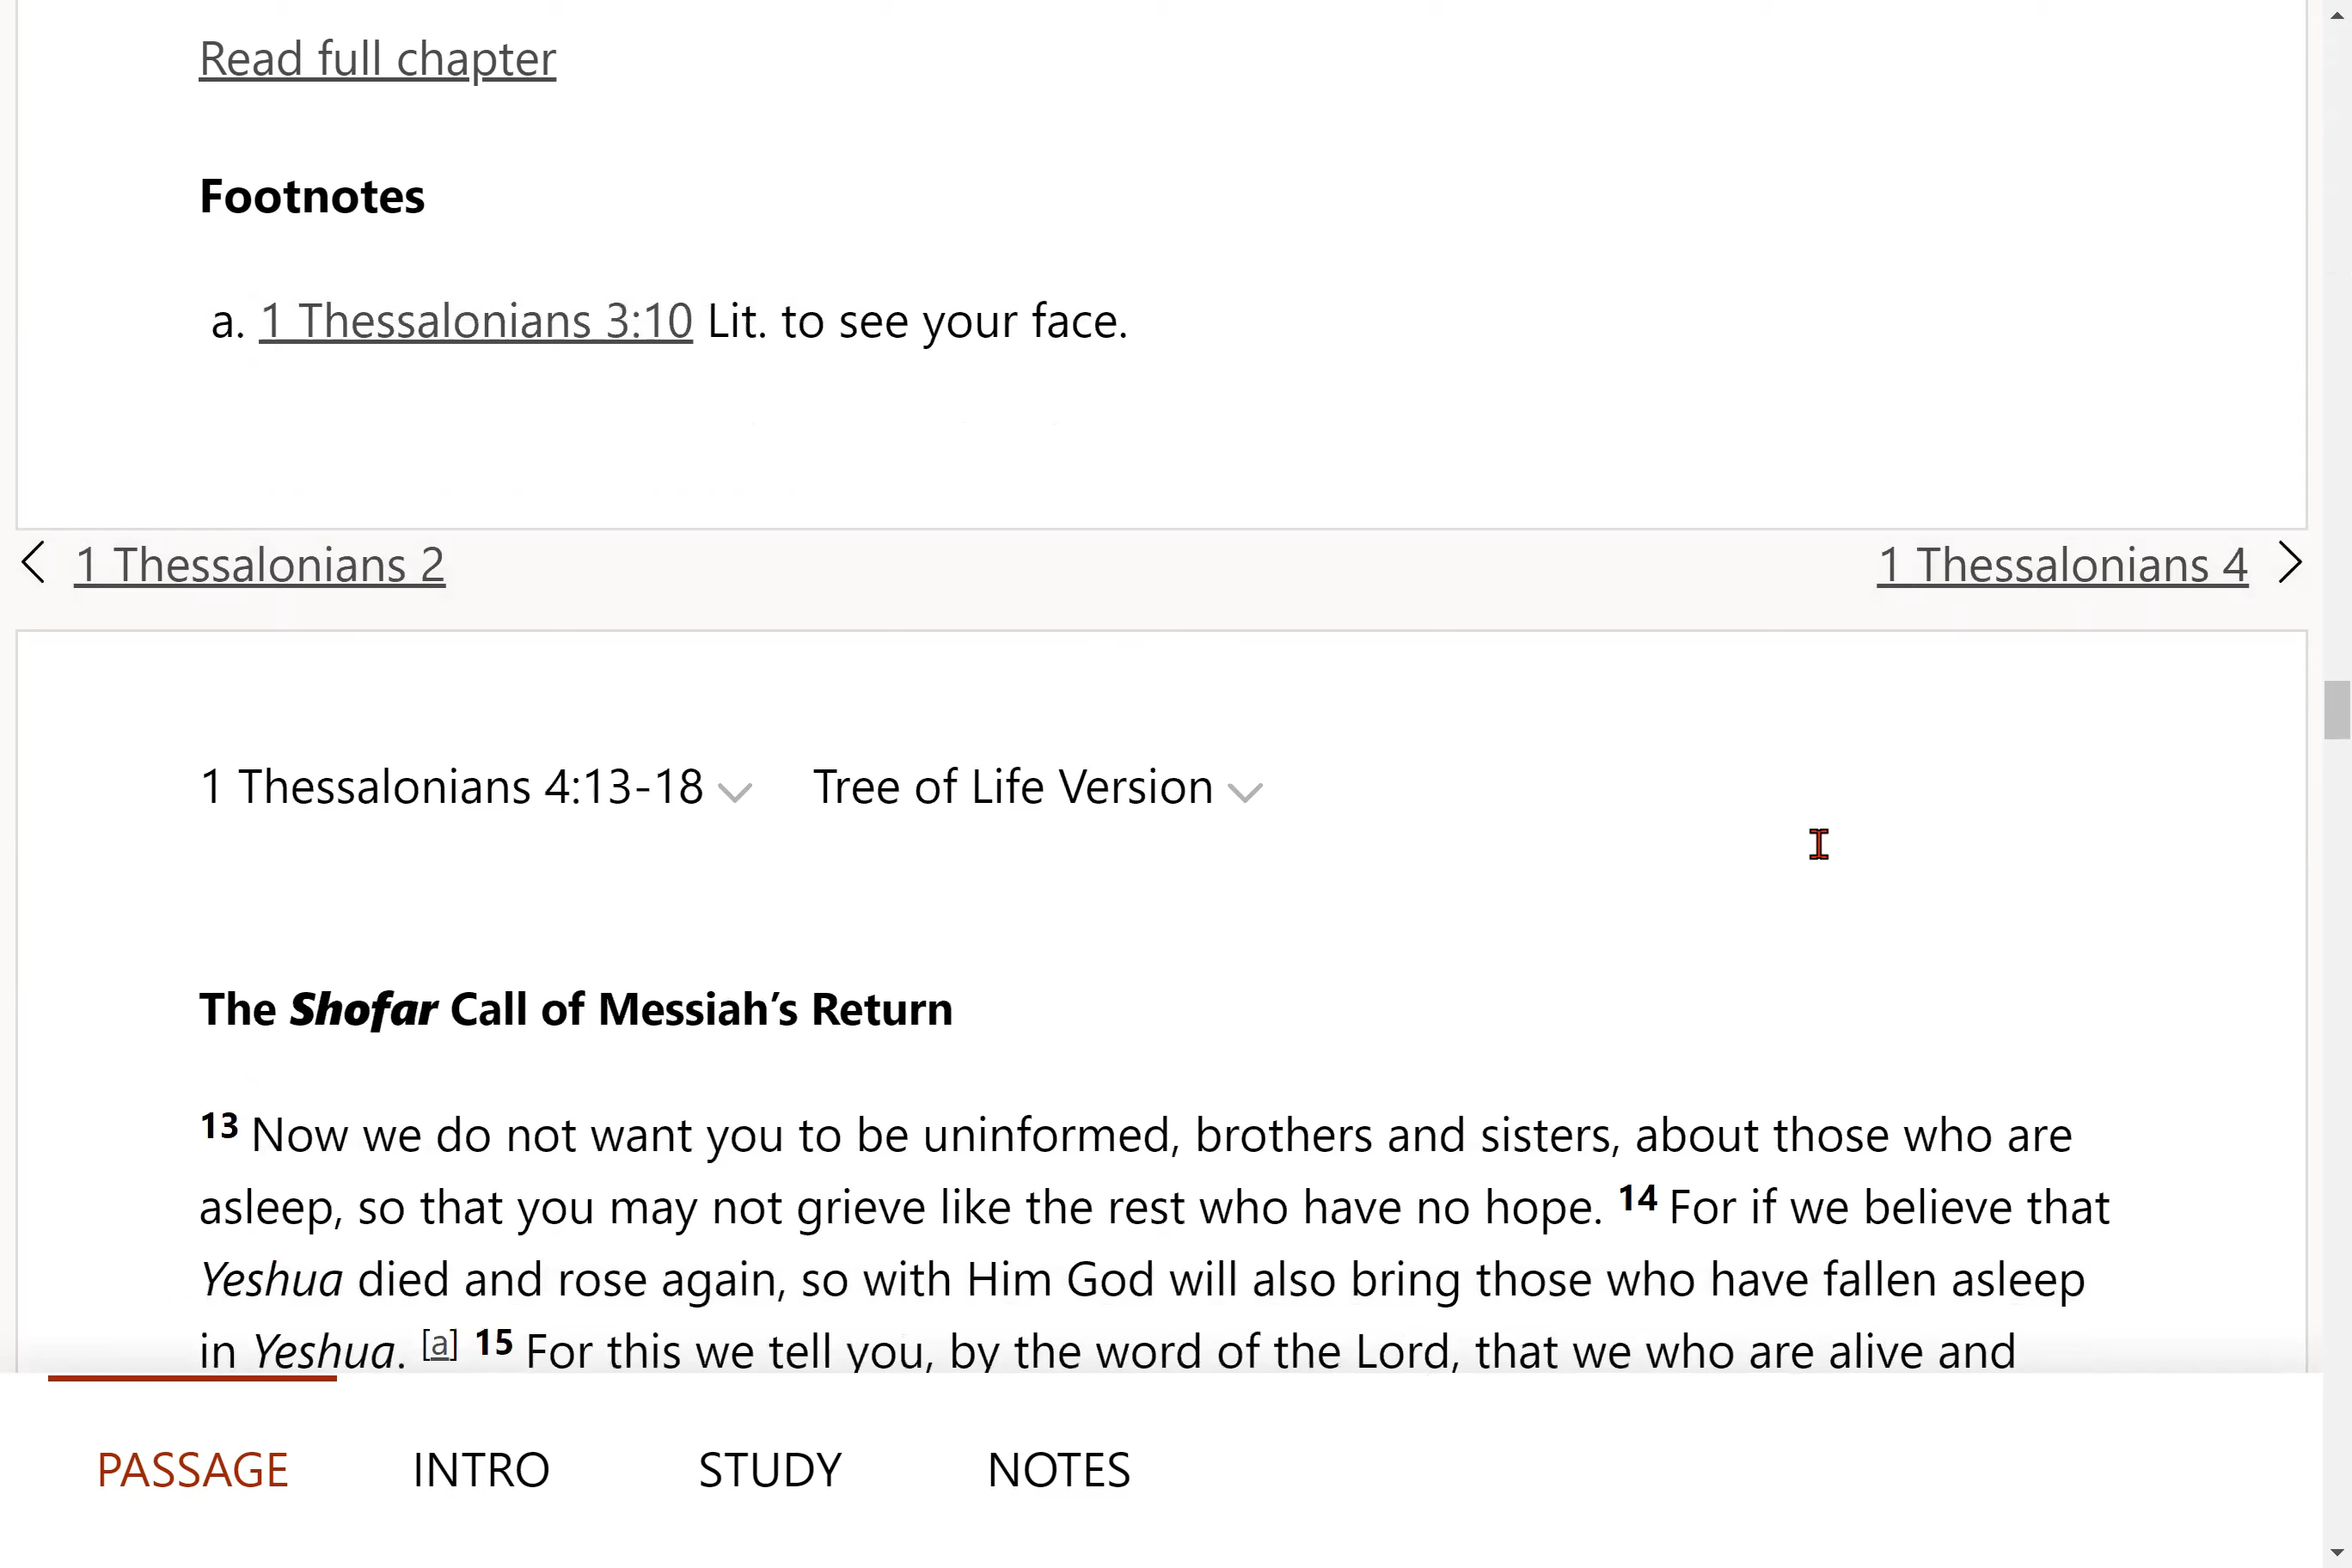 Read full chapter
Footnotes
a. 1 Thessalonians 3:10 Lit. to see your face.
1 Thessalonians 2
1 Thessalonians 4
1 Thessalonians 4:13-18 Tree of Life Version
The Shofar Call of Messiah’s Return
13 Now we do not want you to be uninformed, brothers and sisters, about those who are
asleep, so that you may not grieve like the rest who have no hope. 14 For if we believe that
Yeshua died and rose again, so with Him God will also bring those who have fallen asleep
in Yeshua. [a] 15 For this we tell you, by the word of the Lord, that we who are alive and
PASSAGE INTRO STUDY NOTES